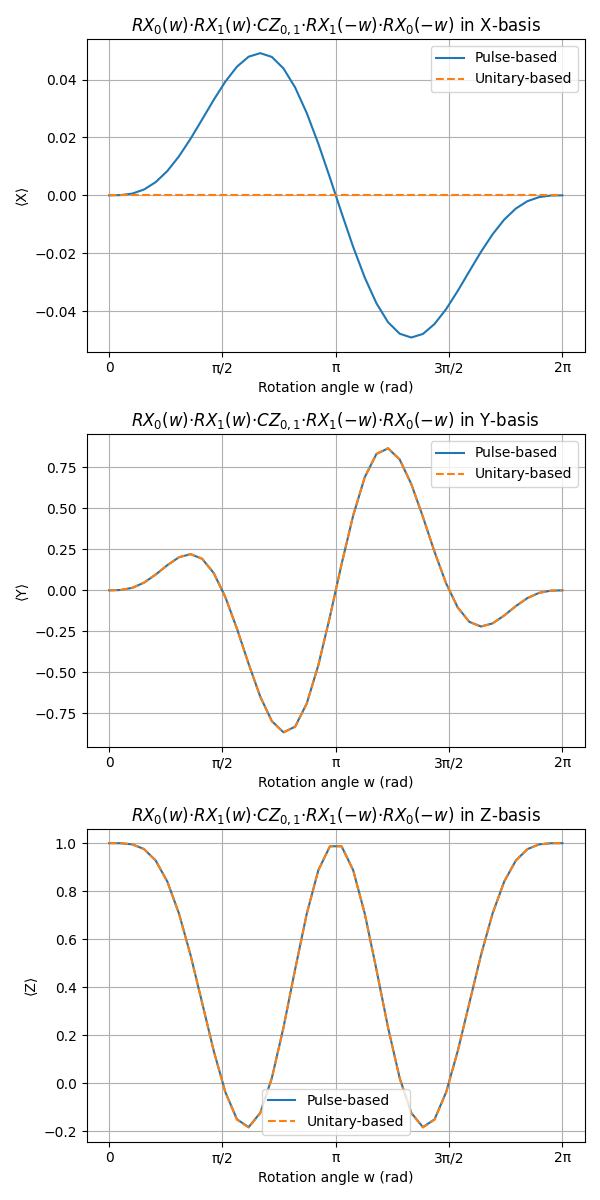 RX₀(w)·RX₁(w)·CZ₀,₁·RX₁(−w)·RX₀(−w) in X-basis
Pulse-based
Unitary-based
0.04
0.02
0.00
−0.02
−0.04
⟨X⟩
0 π/2 π 3π/2 2π
Rotation angle w (rad)
RX₀(w)·RX₁(w)·CZ₀,₁·RX₁(−w)·RX₀(−w) in Y-basis
Pulse-based
Unitary-based
0.75
0.50
0.25
0.00
−0.25
−0.50
−0.75
⟨Y⟩
0 π/2 π 3π/2 2π
Rotation angle w (rad)
RX₀(w)·RX₁(w)·CZ₀,₁·RX₁(−w)·RX₀(−w) in Z-basis
1.0
0.8
0.6
0.4
0.2
0.0
−0.2
⟨Z⟩
Pulse-based
Unitary-based
0 π/2 π 3π/2 2π
Rotation angle w (rad)